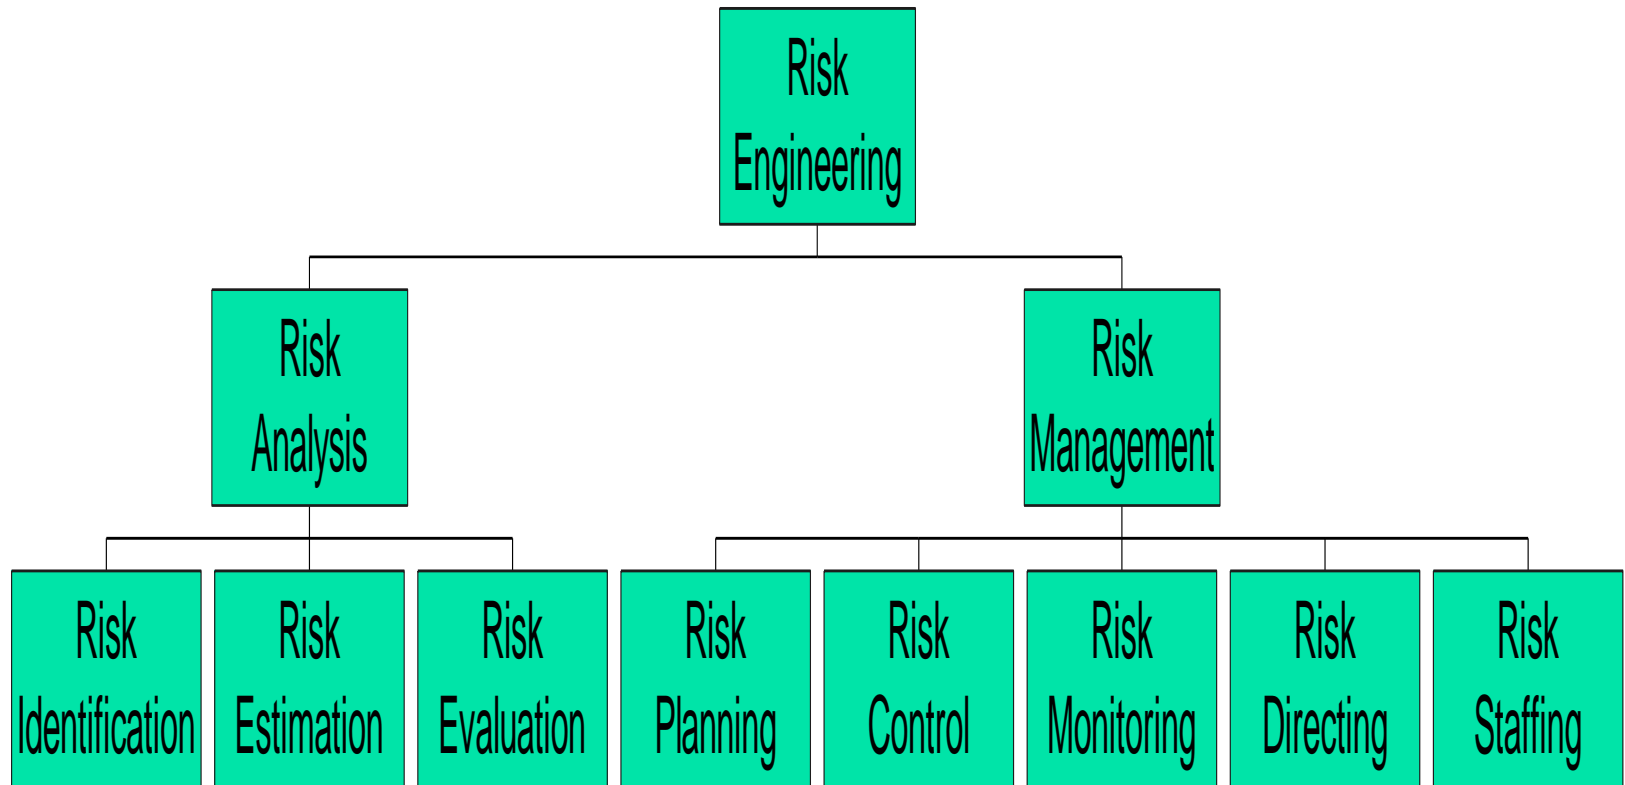 Risk
Engineering
Risk
Analysis
Risk
Management
Risk
Identification
Risk
Estimation
Risk
Evaluation
Risk
Planning
Risk
Control
Risk
Monitoring
Risk
Directing
Risk
Staffing